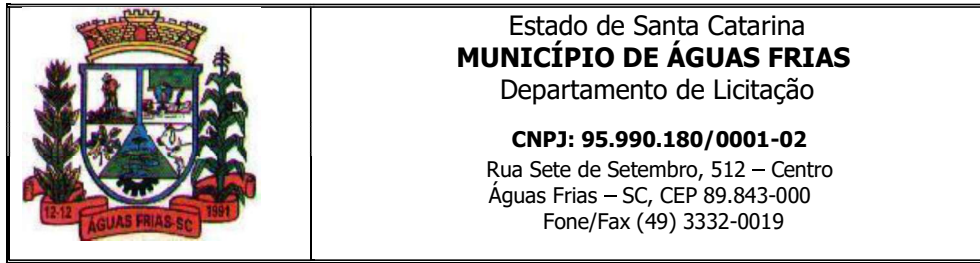 12-12
ÁGUAS FRIAS-SC
1991
Estado de Santa Catarina
MUNICÍPIO DE ÁGUAS FRIAS
Departamento de Licitação
CNPJ: 95.990.180/0001-02
Rua Sete de Setembro, 512 – Centro
Águas Frias – SC, CEP 89.843-000
Fone/Fax (49) 3332-0019